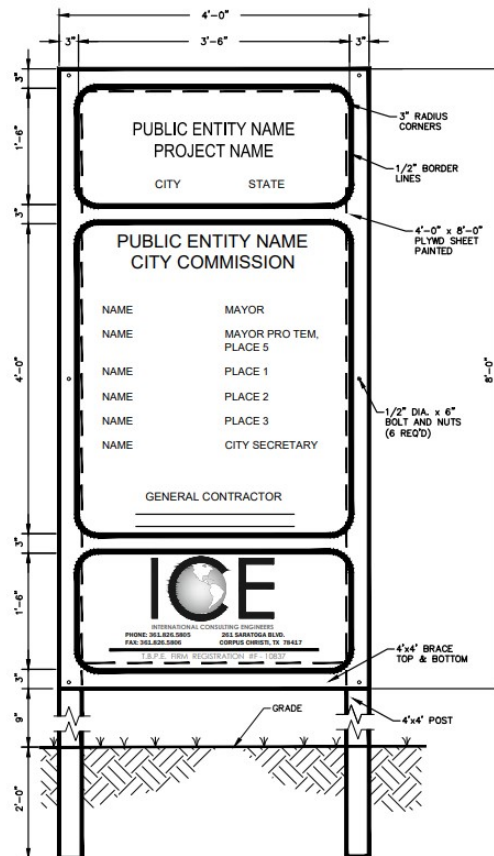 4'-0"
3" 3'-6" 3"
3"
1'-6"
3"
4'-0"
3"
1'-6"
3"
9"
2'-0"
8'-0"
PUBLIC ENTITY NAME
PROJECT NAME
CITY STATE
3" RADIUS
CORNERS
1/2" BORDER
LINES
4'-0" x 8'-0"
PLYWD SHEET
PAINTED
PUBLIC ENTITY NAME
CITY COMMISSION
NAME MAYOR
NAME MAYOR PRO TEM,
PLACE 5
NAME PLACE 1
NAME PLACE 2
NAME PLACE 3
NAME CITY SECRETARY
1/2" DIA. x 6"
BOLT AND NUTS
(6 REQ'D)
GENERAL CONTRACTOR
ICE
INTERNATIONAL CONSULTING ENGINEERS
PHONE: 361.826.5805 261 SARATOGA BLVD.
FAX: 361.826.5806 CORPUS CHRISTI, TX 78417
T.B.P.E. FIRM REGISTRATION #F - 10837
4'x4' BRACE
TOP & BOTTOM
GRADE
4'x4' POST